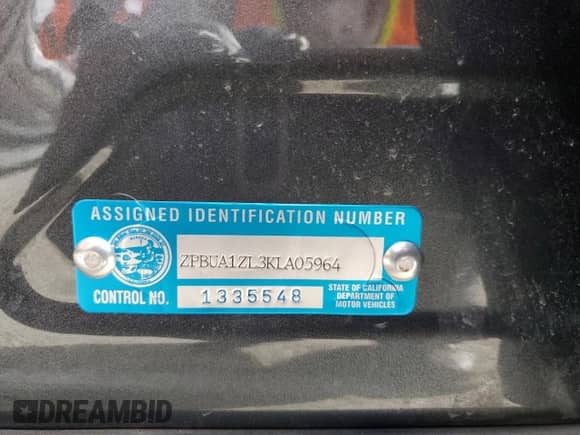 ASSIGNED IDENTIFICATION NUMBER
ZPBUA1ZL3KLA05964
CONTROL NO. 1335548
STATE OF CALIFORNIA
DEPARTMENT OF
MOTOR VEHICLES
DREAMBID